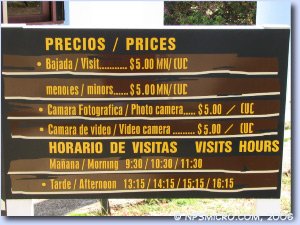 PRECIOS / PRICES
• Bajada / Visit............ $ 5.00 MN/CUC
menores / minors...... $ 5.00 MN/CUC
• Camara Fotografica / Photo camera..... $ 5.00 / CUC
• Camara de video / Video camera .......... $ 5.00 / CUC
HORARIO DE VISITAS VISITS HOURS
Mañana / Morning 9:30 / 10:30 / 11:30
• Tarde / Afternoon 13:15 / 14:15 / 15:15 / 16:15
© NPSMICRO.COM, 2006